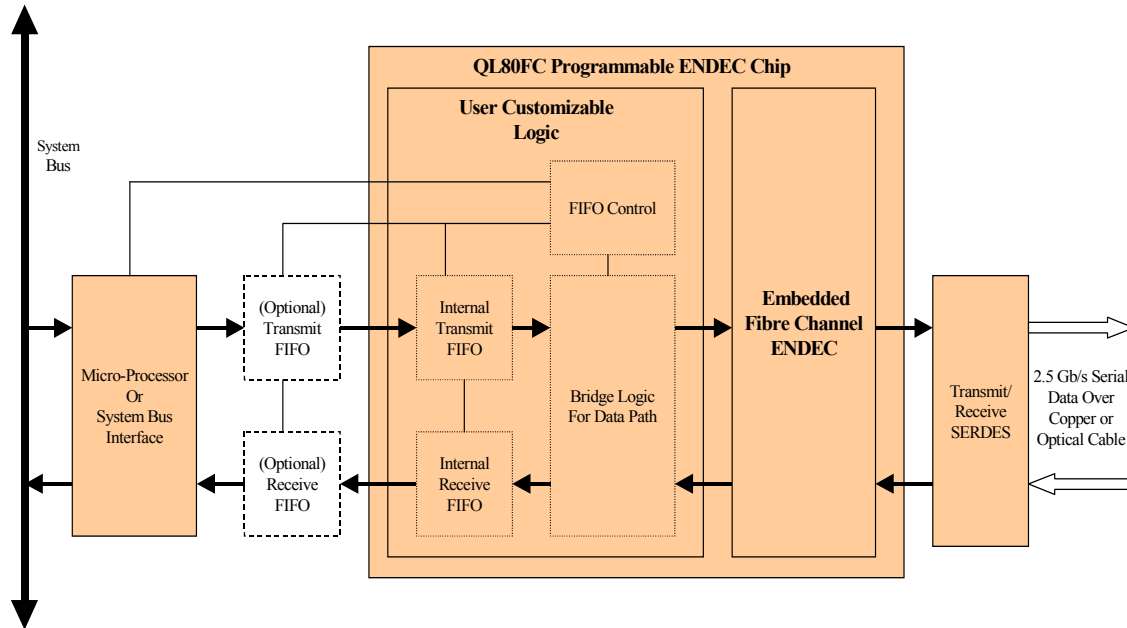 QL80FC Programmable ENDEC Chip
User Customizable
Logic
System
Bus
FIFO Control
(Optional)
Transmit
FIFO
Internal
Transmit
FIFO
Embedded
Fibre Channel
ENDEC
Micro-Processor
Or
System Bus
Interface
Bridge Logic
For Data Path
Transmit/
Receive
SERDES
2.5 Gb/s Serial
Data Over
Copper or
Optical Cable
(Optional)
Receive
FIFO
Internal
Receive
FIFO